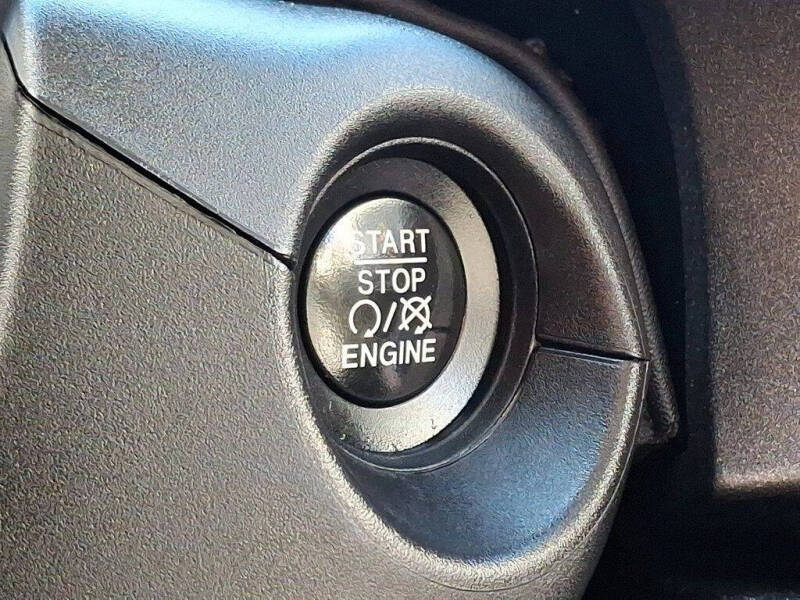 START
STOP
/
ENGINE